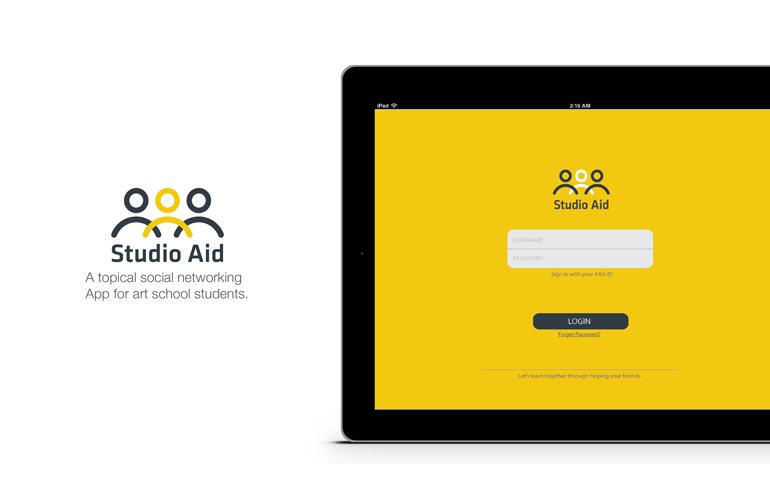 Studio Aid
A topical social networking
App for art school students.
iPad
2:16 AM
Studio Aid
USERNAME
PASSWORD
Sign in with your AAU ID
LOGIN
Forgot Password?
Let's learn together through helping your friends.